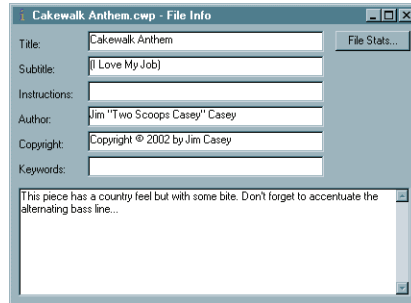 Cakewalk Anthem.cwp - File Info
Title: Cakewalk Anthem File Stats...
Subtitle: (I Love My Job)
Instructions:
Author: Jim "Two Scoops Casey" Casey
Copyright: Copyright © 2002 by Jim Casey
Keywords:
This piece has a country feel but with some bite. Don't forget to accentuate the
alternating bass line...